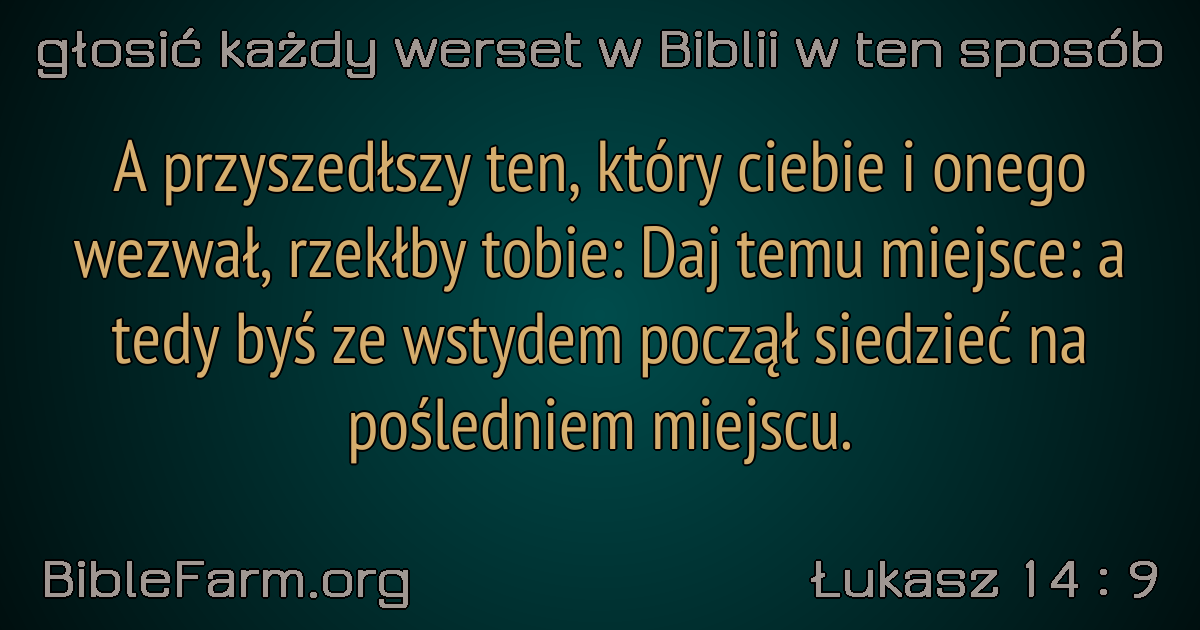 głosić każdy werset w Biblii w ten sposób
A przyszedłszy ten, który ciebie i onego
wezwał, rzekłby tobie: Daj temu miejsce: a
tedy byś ze wstydem począł siedzieć na
pośledniem miejscu.
BibleFarm.org
Łukasz 14 : 9